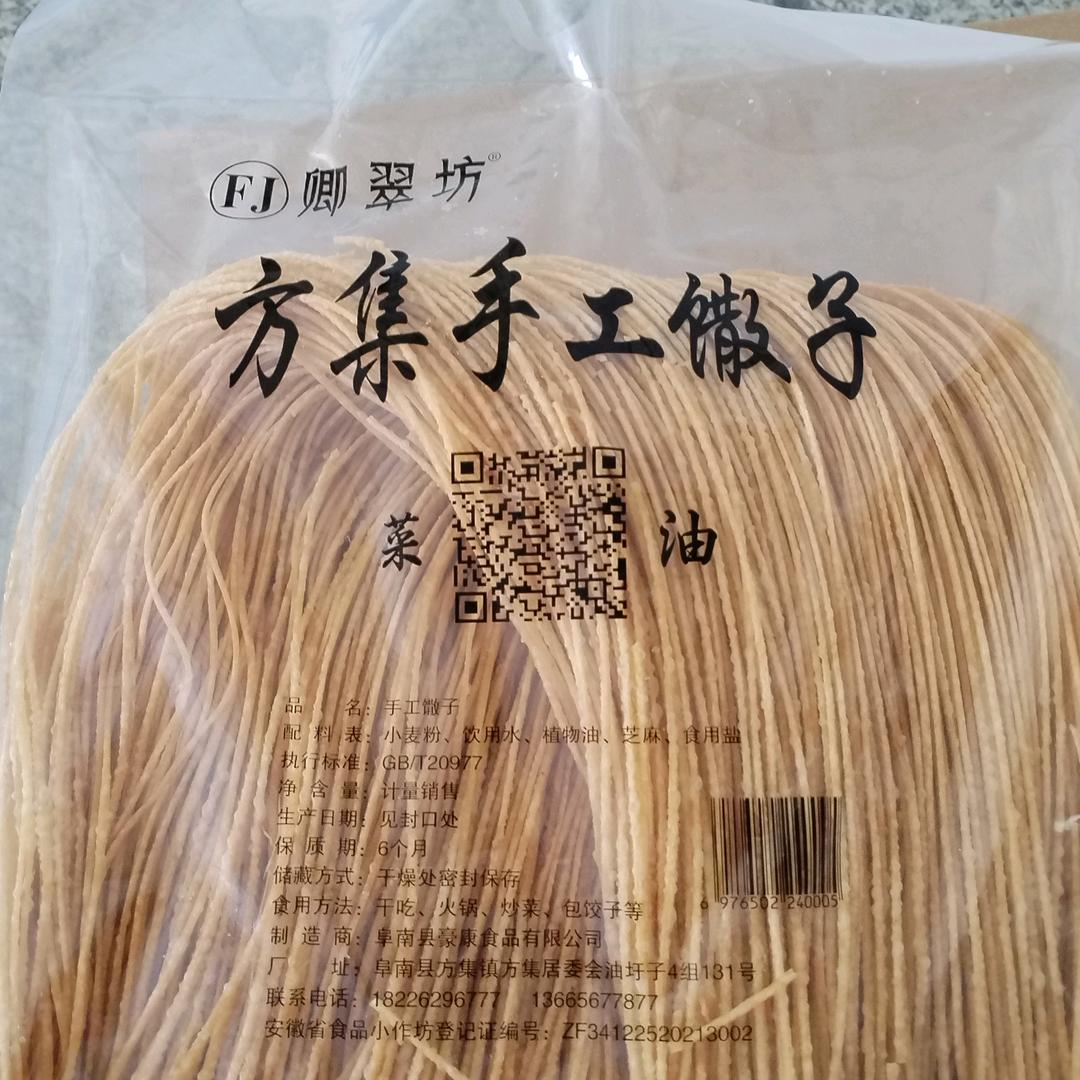 FJ 卿翠坊®
方集手工馓子
菜 油
品 名：手工馓子
配 料 表：小麦粉、饮用水、植物油、芝麻、食用盐
执行标准：GB/T20977
净 含 量：计量销售
生产日期：见封口处
保 质 期：6个月
储藏方式：干燥处密封保存
食用方法：干吃、火锅、炒菜、包饺子等
6 976502 240005
制 造 商：阜南县豪康食品有限公司
厂 址：阜南县方集镇方集居委会油圩子4组131号
联系电话：18226296777 13665677877
安徽省食品小作坊登记证编号：ZF34122520213002